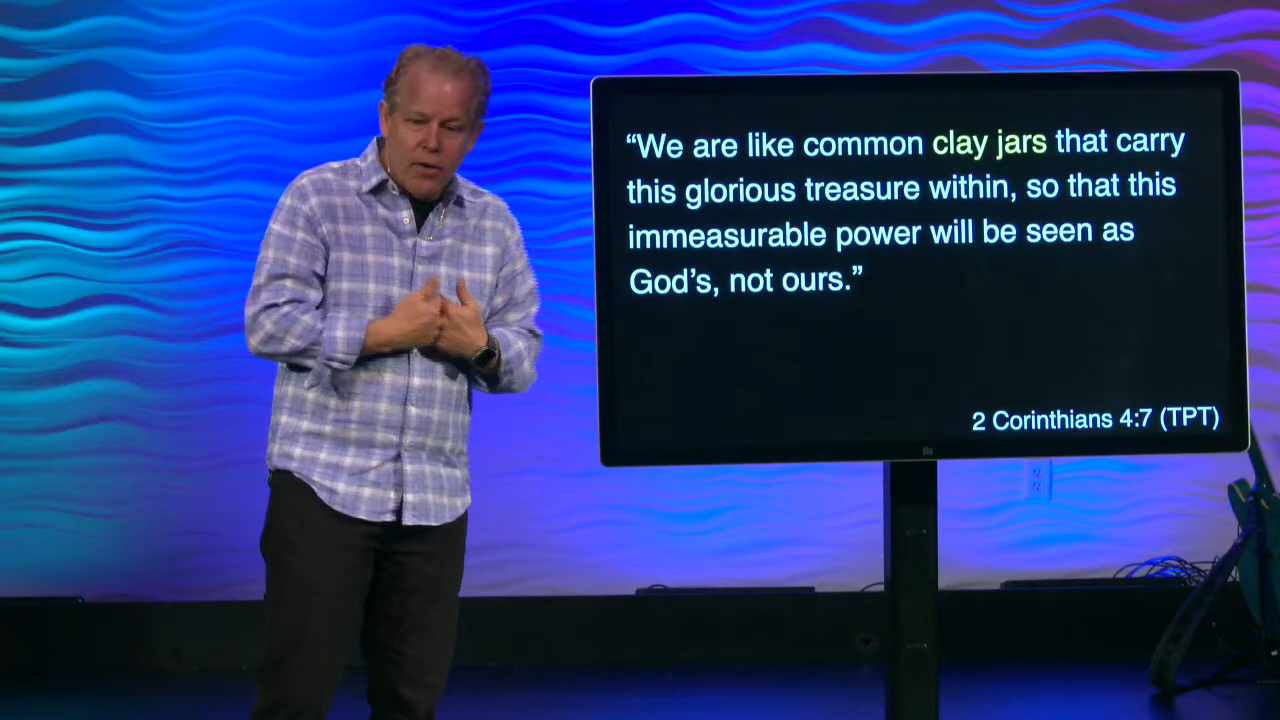 “We are like common clay jars that carry
this glorious treasure within, so that this
immeasurable power will be seen as
God’s, not ours.”
2 Corinthians 4:7 (TPT)